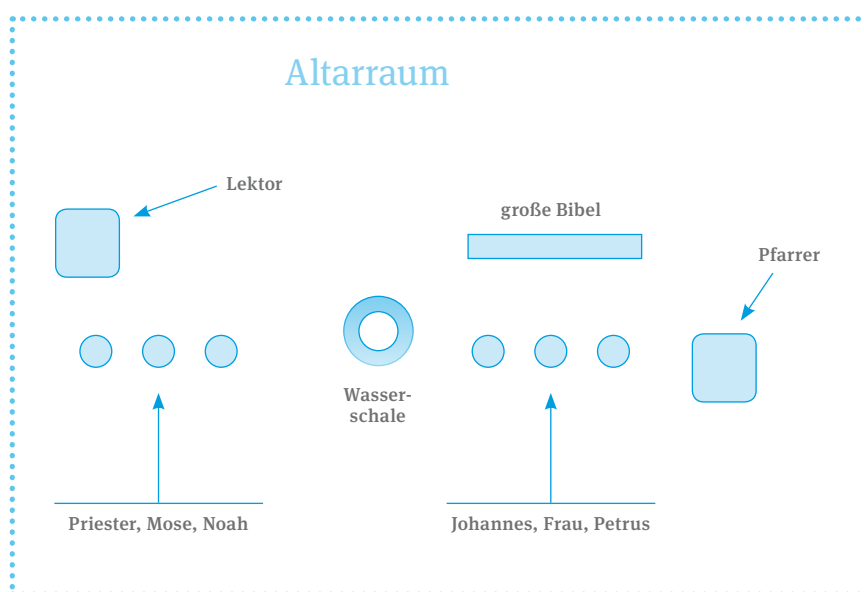 Altarraum
Lektor
große Bibel
Pfarrer
Wasser-
schale
Priester, Mose, Noah
Johannes, Frau, Petrus